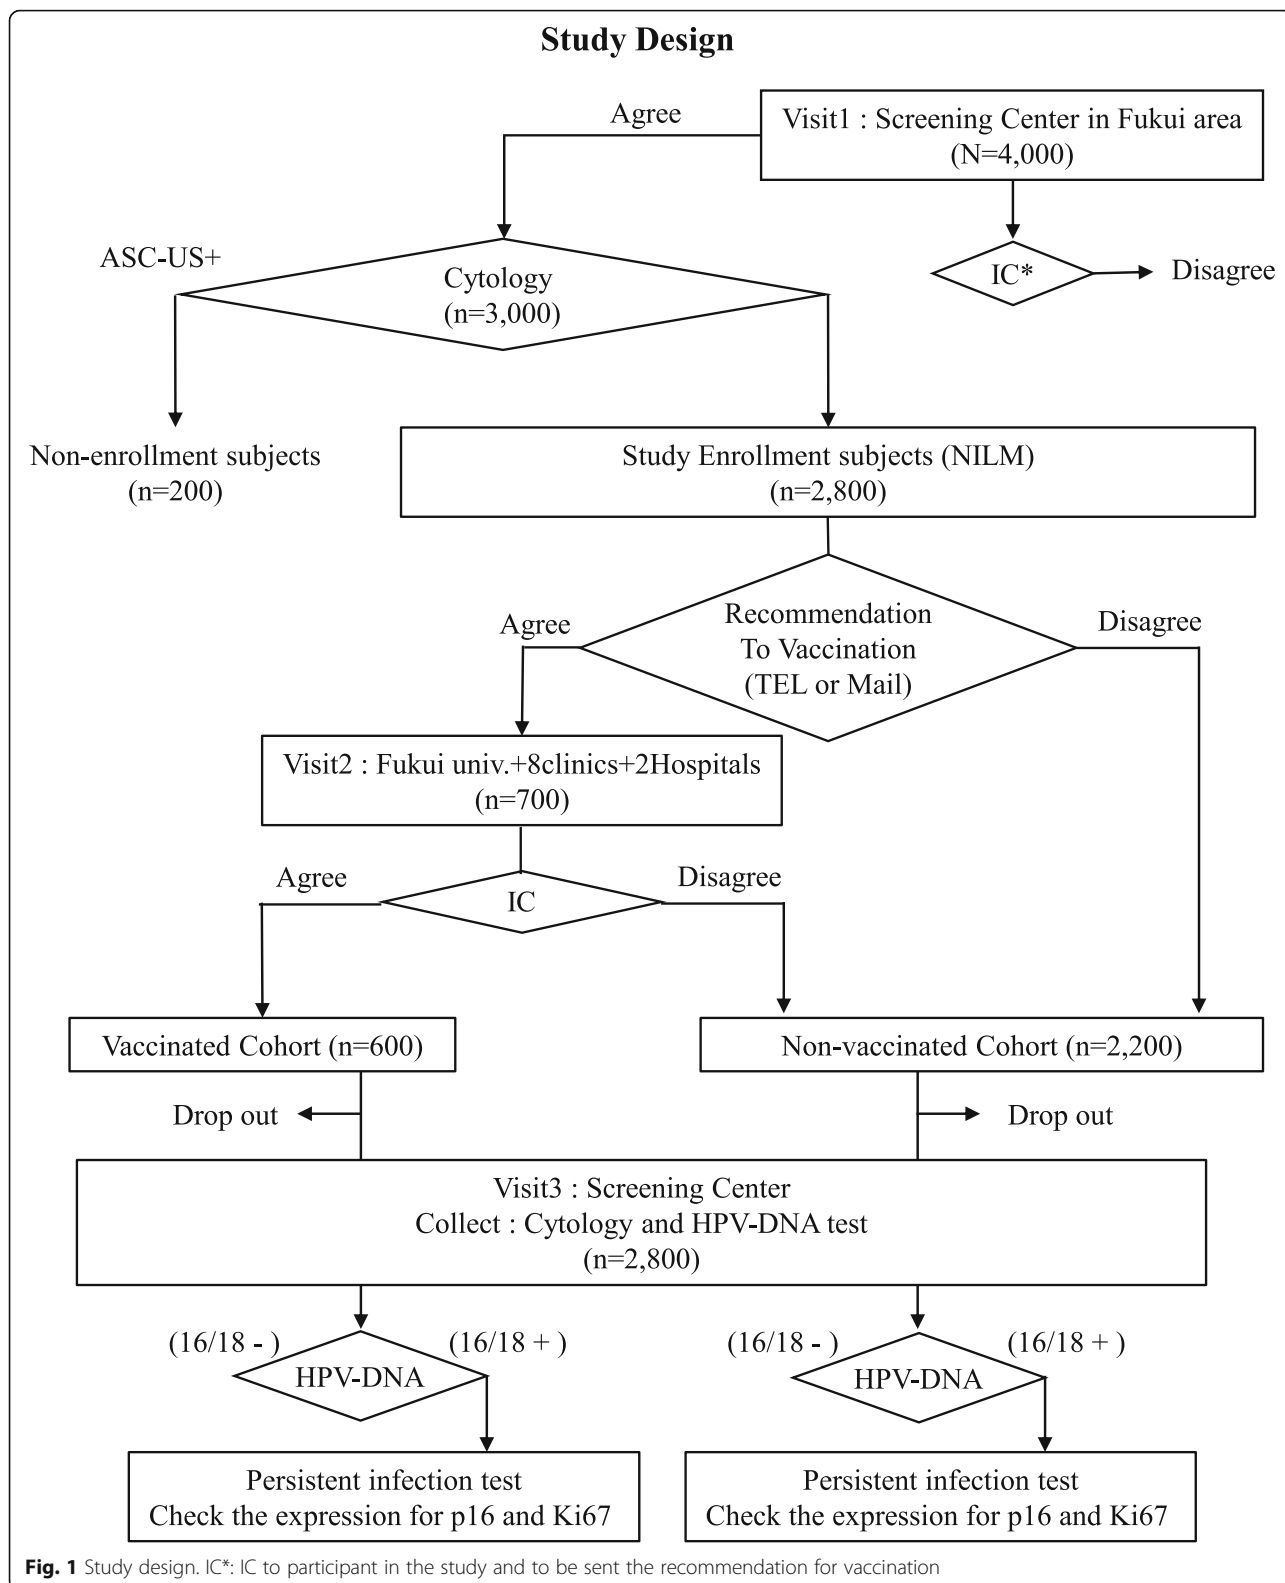 Study Design
Agree
Visit1 : Screening Center in Fukui area
(N=4,000)
ASC-US+
Cytology
(n=3,000)
IC*
Disagree
Non-enrollment subjects
(n=200)
Study Enrollment subjects (NILM)
(n=2,800)
Agree
Recommendation
To Vaccination
(TEL or Mail)
Disagree
Visit2 : Fukui univ.+8clinics+2Hospitals
(n=700)
Agree
IC
Disagree
Vaccinated Cohort (n=600)
Non-vaccinated Cohort (n=2,200)
Drop out
Drop out
Visit3 : Screening Center
Collect : Cytology and HPV-DNA test
(n=2,800)
(16/18 - )
(16/18 + )
HPV-DNA
(16/18 - )
(16/18 + )
HPV-DNA
Persistent infection test
Check the expression for p16 and Ki67
Persistent infection test
Check the expression for p16 and Ki67
Fig. 1 Study design. IC*: IC to participant in the study and to be sent the recommendation for vaccination